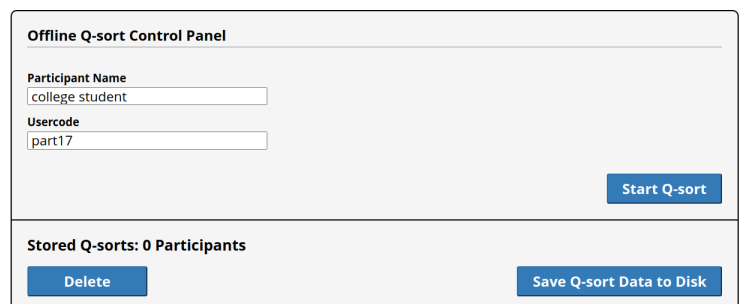 Offline Q-sort Control Panel
Participant Name
college student
Usercode
part17
Start Q-sort
Stored Q-sorts: 0 Participants
Delete
Save Q-sort Data to Disk